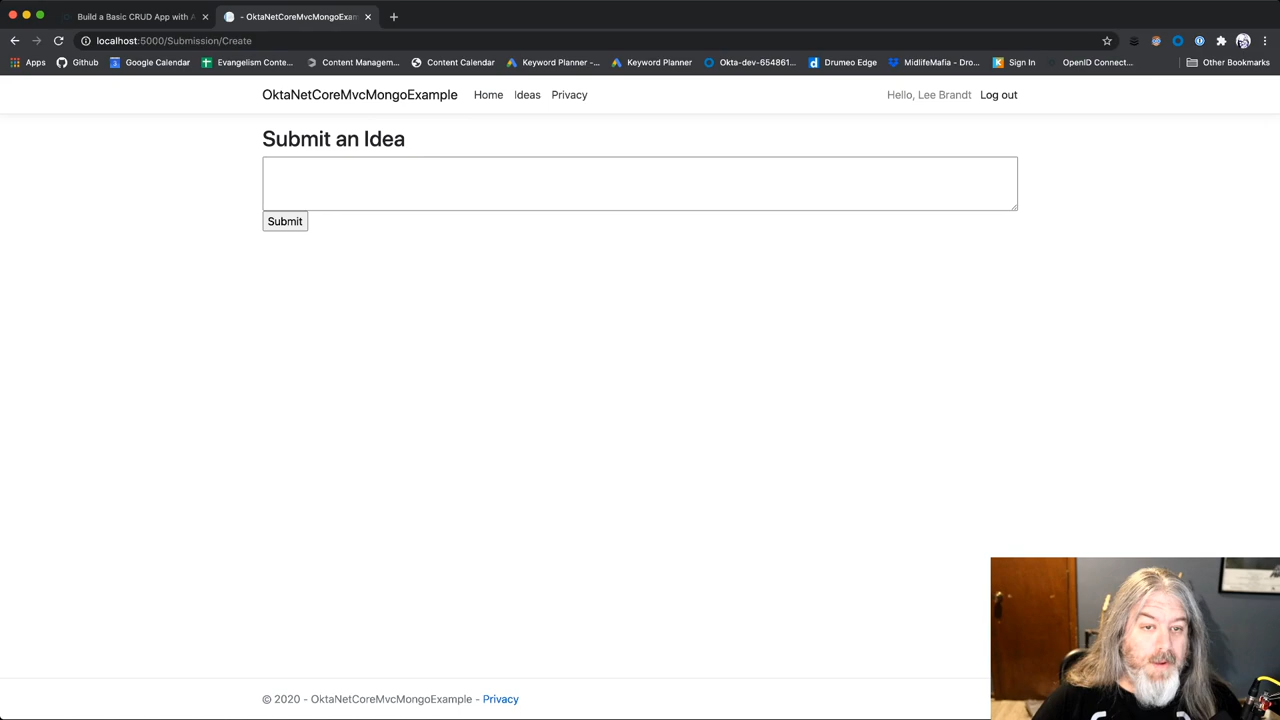 Build a Basic CRUD App with A
- OktaNetCoreMvcMongoExam
localhost:5000/Submission/Create
Apps Github Google Calendar Evangelism Conte... Content Managem... Content Calendar Keyword Planner -... Keyword Planner Okta-dev-654861... Drumeo Edge MidlifeMafia - Dro... Sign In OpenID Connect... Other Bookmarks
OktaNetCoreMvcMongoExample Home Ideas Privacy Hello, Lee Brandt Log out
Submit an Idea
Submit
© 2020 - OktaNetCoreMvcMongoExample - Privacy